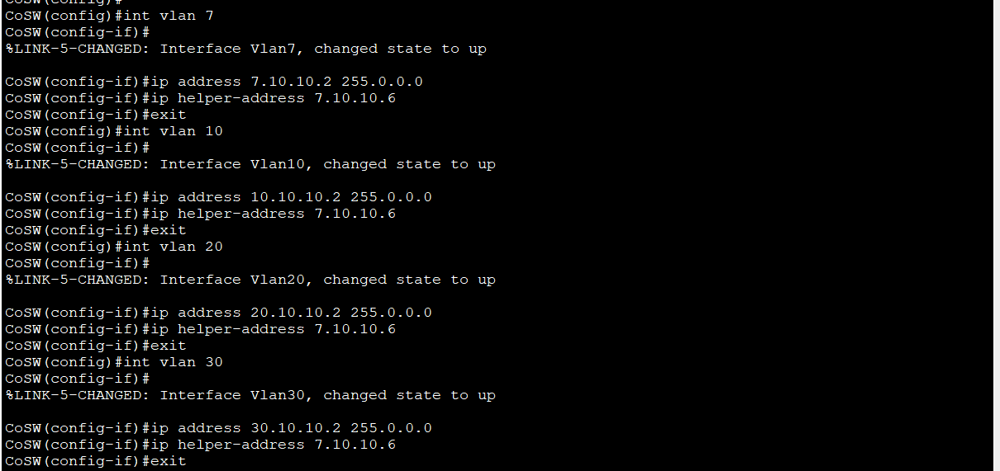 CoSW(config)#
CoSW(config)#int vlan 7
CoSW(config-if)#
%LINK-5-CHANGED: Interface Vlan7, changed state to up
CoSW(config-if)#ip address 7.10.10.2 255.0.0.0
CoSW(config-if)#ip helper-address 7.10.10.6
CoSW(config-if)#exit
CoSW(config)#int vlan 10
CoSW(config-if)#
%LINK-5-CHANGED: Interface Vlan10, changed state to up
CoSW(config-if)#ip address 10.10.10.2 255.0.0.0
CoSW(config-if)#ip helper-address 7.10.10.6
CoSW(config-if)#exit
CoSW(config)#int vlan 20
CoSW(config-if)#
%LINK-5-CHANGED: Interface Vlan20, changed state to up
CoSW(config-if)#ip address 20.10.10.2 255.0.0.0
CoSW(config-if)#ip helper-address 7.10.10.6
CoSW(config-if)#exit
CoSW(config)#int vlan 30
CoSW(config-if)#
%LINK-5-CHANGED: Interface Vlan30, changed state to up
CoSW(config-if)#ip address 30.10.10.2 255.0.0.0
CoSW(config-if)#ip helper-address 7.10.10.6
CoSW(config-if)#exit